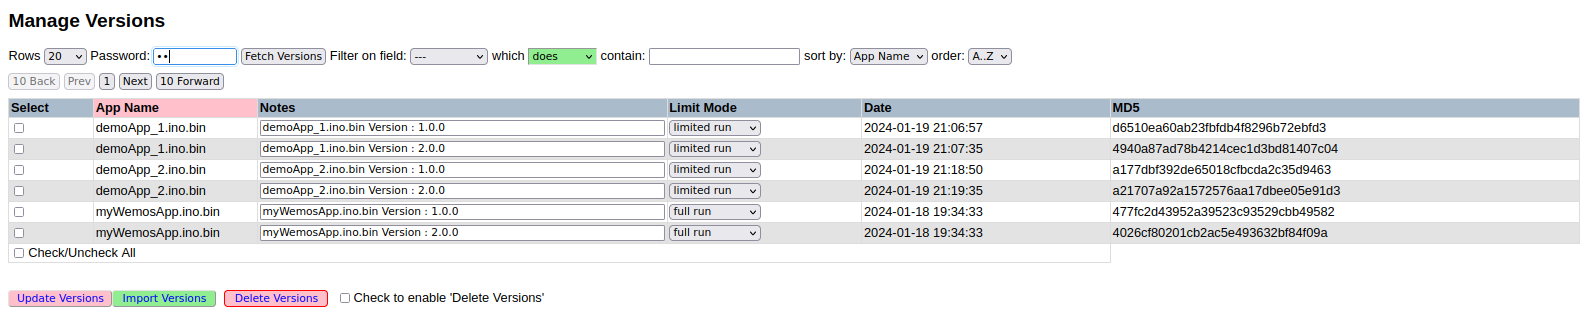 Manage Versions
Rows 20 Password: •• Fetch Versions Filter on field: --- which does contain: sort by: App Name order: A..Z
10 Back Prev 1 Next 10 Forward
Select App Name Notes Limit Mode Date MD5
demoApp_1.ino.bin demoApp_1.ino.bin Version : 1.0.0 limited run 2024-01-19 21:06:57 d6510ea60ab23fbfdb4f8296b72ebfd3
demoApp_1.ino.bin demoApp_1.ino.bin Version : 2.0.0 limited run 2024-01-19 21:07:35 4940a87ad78b4214cec1d3bd81407c04
demoApp_2.ino.bin demoApp_2.ino.bin Version : 1.0.0 limited run 2024-01-19 21:18:50 a177dbf392de65018cfbcda2c35d9463
demoApp_2.ino.bin demoApp_2.ino.bin Version : 2.0.0 limited run 2024-01-19 21:19:35 a21707a92a1572576aa17dbee05e91d3
myWemosApp.ino.bin myWemosApp.ino.bin Version : 1.0.0 full run 2024-01-18 19:34:33 477fc2d43952a39523c93529cbb49582
myWemosApp.ino.bin myWemosApp.ino.bin Version : 2.0.0 full run 2024-01-18 19:34:33 4026cf80201cb2ac5e493632bf84f09a
Check/Uncheck All
Update Versions Import Versions Delete Versions Check to enable 'Delete Versions'